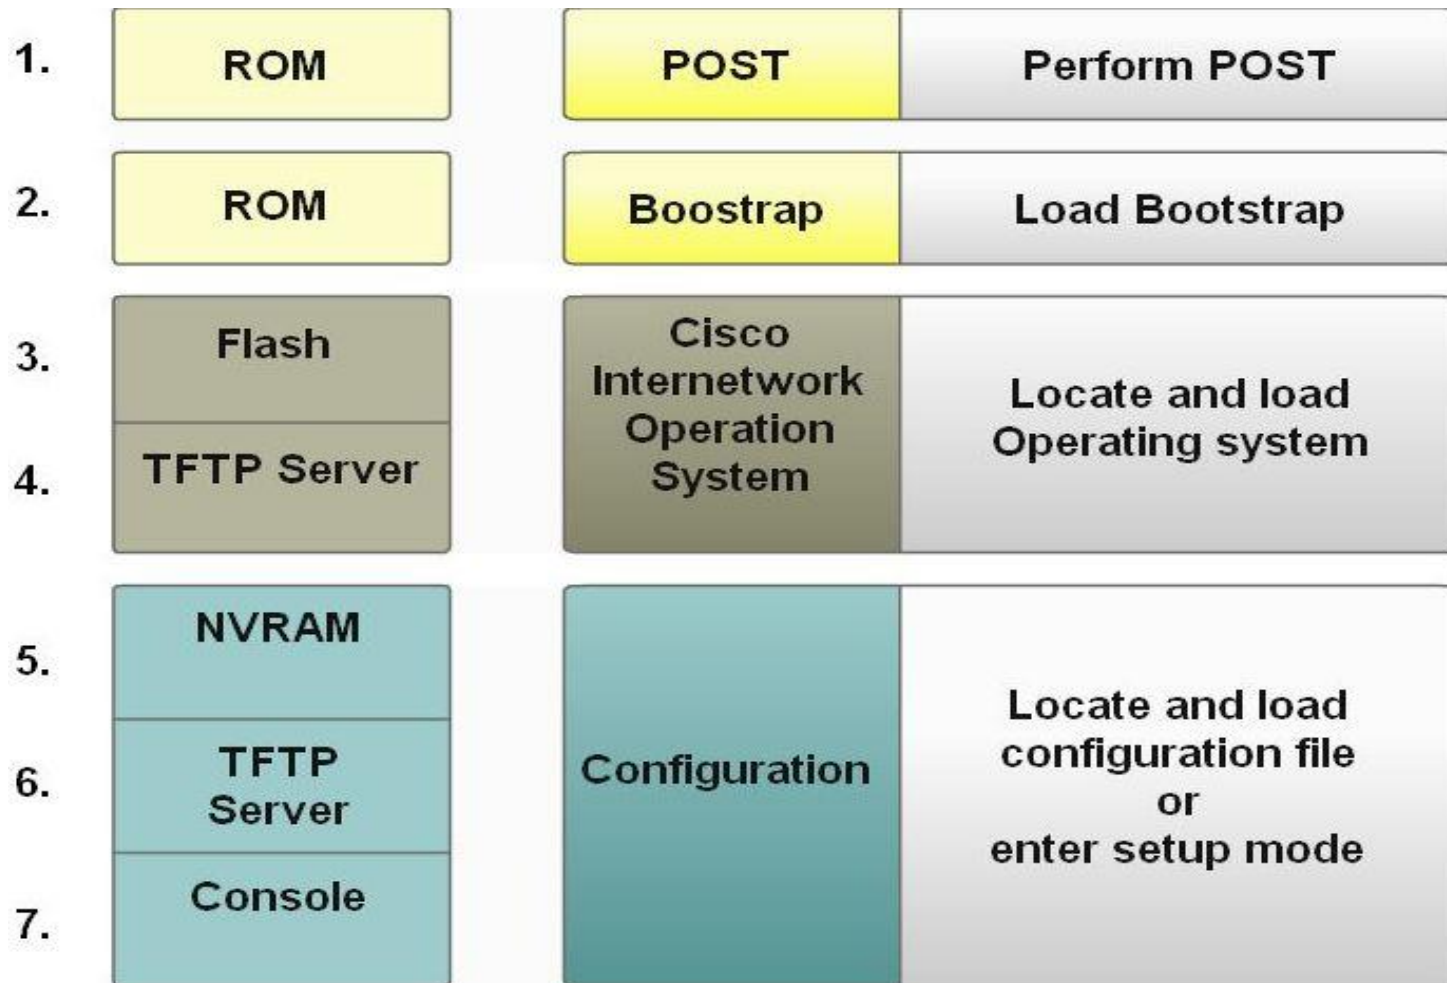 1.
ROM
POST
Perform POST
2.
ROM
Boostrap
Load Bootstrap
3.
Flash
4.
TFTP Server
Cisco
Internetwork
Operation
System
Locate and load
Operating system
5.
NVRAM
6.
TFTP
Server
7.
Console
Configuration
Locate and load
configuration file
or
enter setup mode